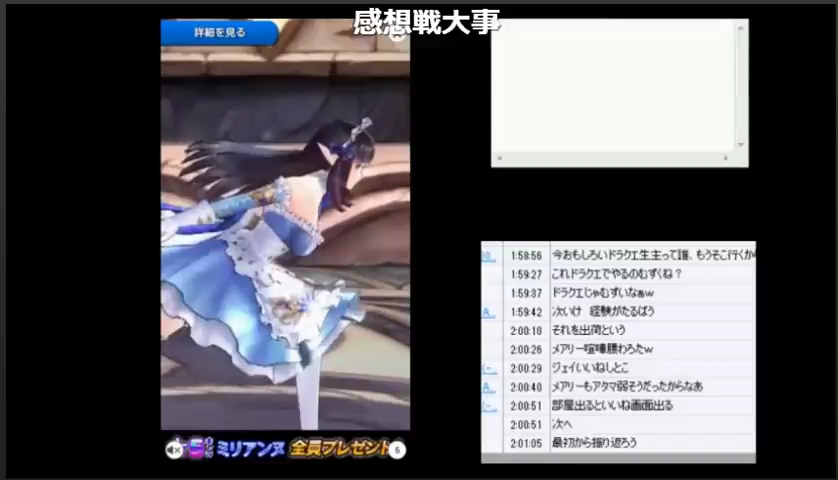 感想戦大事
詳細を見る
1:58:56 今おもしろいドラクエ生主って誰、もうそこ行くか
1:59:27 これドラクエでやるのむずくね？
1:59:37 ドラクエじゃむずいなぁw
1:59:42 次いけ 経験がたるばう
2:00:10 それを出荷という
2:00:26 メアリー喧嘩腰わろたw
2:00:29 ジェイいいねしとこ
2:00:40 メアリーもアタマ弱そうだったからなあ
2:00:51 部屋出るといいね画面出る
2:00:51 次へ
2:01:05 最初から振り返ろう
ミリアンヌ 全員プレゼント
5